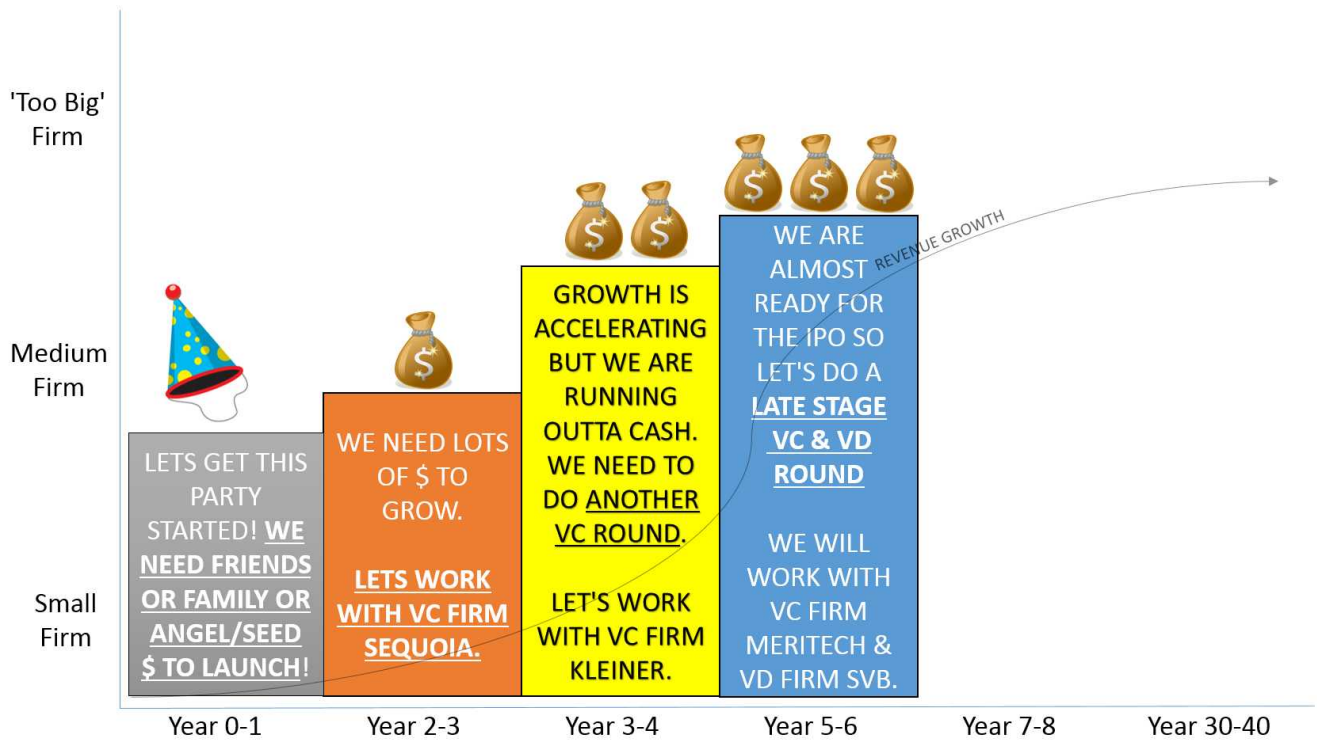 'Too Big'
Firm
Medium
Firm
Small
Firm
LETS GET THIS
PARTY
STARTED! WE
NEED FRIENDS
OR FAMILY OR
ANGEL/SEED
$ TO LAUNCH!
$
WE NEED LOTS
OF $ TO
GROW.
LETS WORK
WITH VC FIRM
SEQUOIA.
$ $
GROWTH IS
ACCELERATING
BUT WE ARE
RUNNING
OUTTA CASH.
WE NEED TO
DO ANOTHER
VC ROUND.
LET'S WORK
WITH VC FIRM
KLEINER.
$ $ $
WE ARE
ALMOST
READY FOR
THE IPO SO
LET'S DO A
LATE STAGE
VC & VD
ROUND
WE WILL
WORK WITH
VC FIRM
MERITECH &
VD FIRM SVB.
REVENUE GROWTH
Year 0-1 Year 2-3 Year 3-4 Year 5-6 Year 7-8 Year 30-40